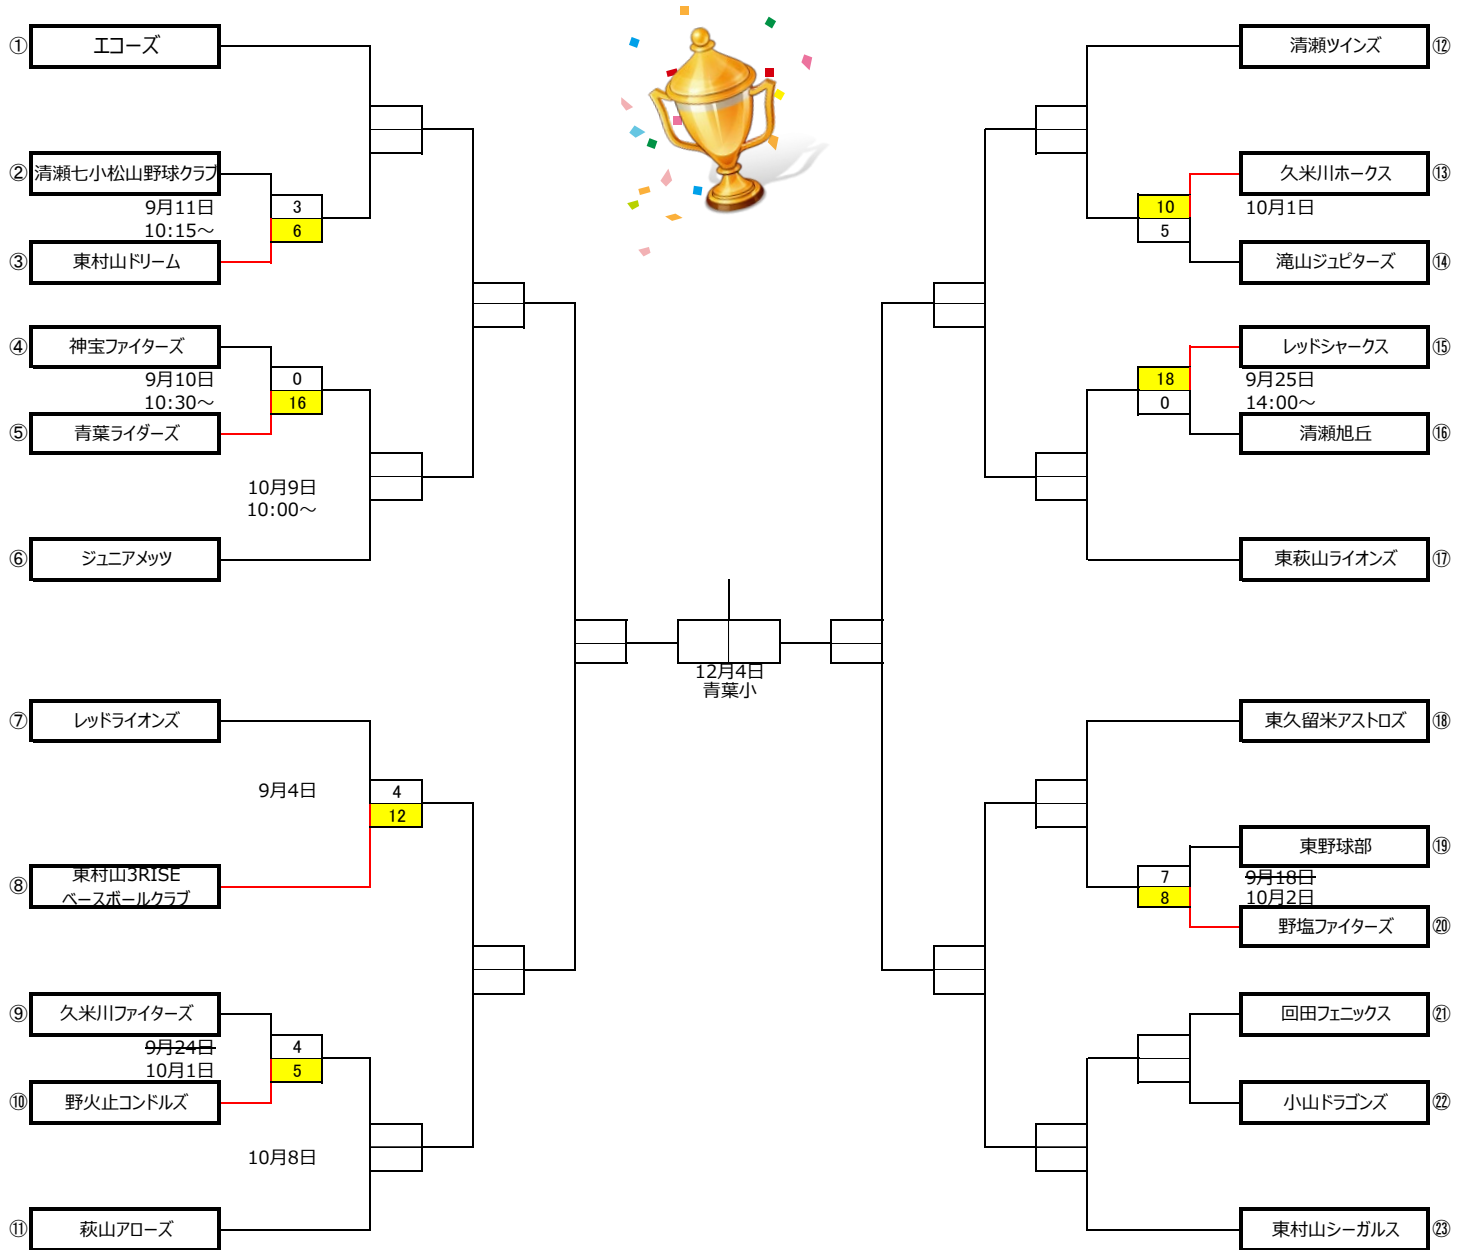 ① エコーズ
② 清瀬七小松山野球クラブ
9月11日
10:15～
3
6
③ 東村山ドリーム
④ 神宝ファイターズ
9月10日
10:30～
0
16
⑤ 青葉ライダーズ
10月9日
10:00～
⑥ ジュニアメッツ
⑦ レッドライオンズ
9月4日
4
12
⑧ 東村山3RISE
ベースボールクラブ
⑨ 久米川ファイターズ
9月24日
10月1日
4
5
⑩ 野火止コンドルズ
10月8日
⑪ 萩山アローズ
12月4日
青葉小
清瀬ツインズ ⑫
久米川ホークス ⑬
10月1日
10
5
滝山ジュピターズ ⑭
レッドシャークス ⑮
9月25日
14:00～
18
0
清瀬旭丘 ⑯
東萩山ライオンズ ⑰
東久留米アストロズ ⑱
東野球部 ⑲
9月18日
10月2日
7
8
野塩ファイターズ ⑳
回田フェニックス ㉑
小山ドラゴンズ ㉒
東村山シーガルス ㉓